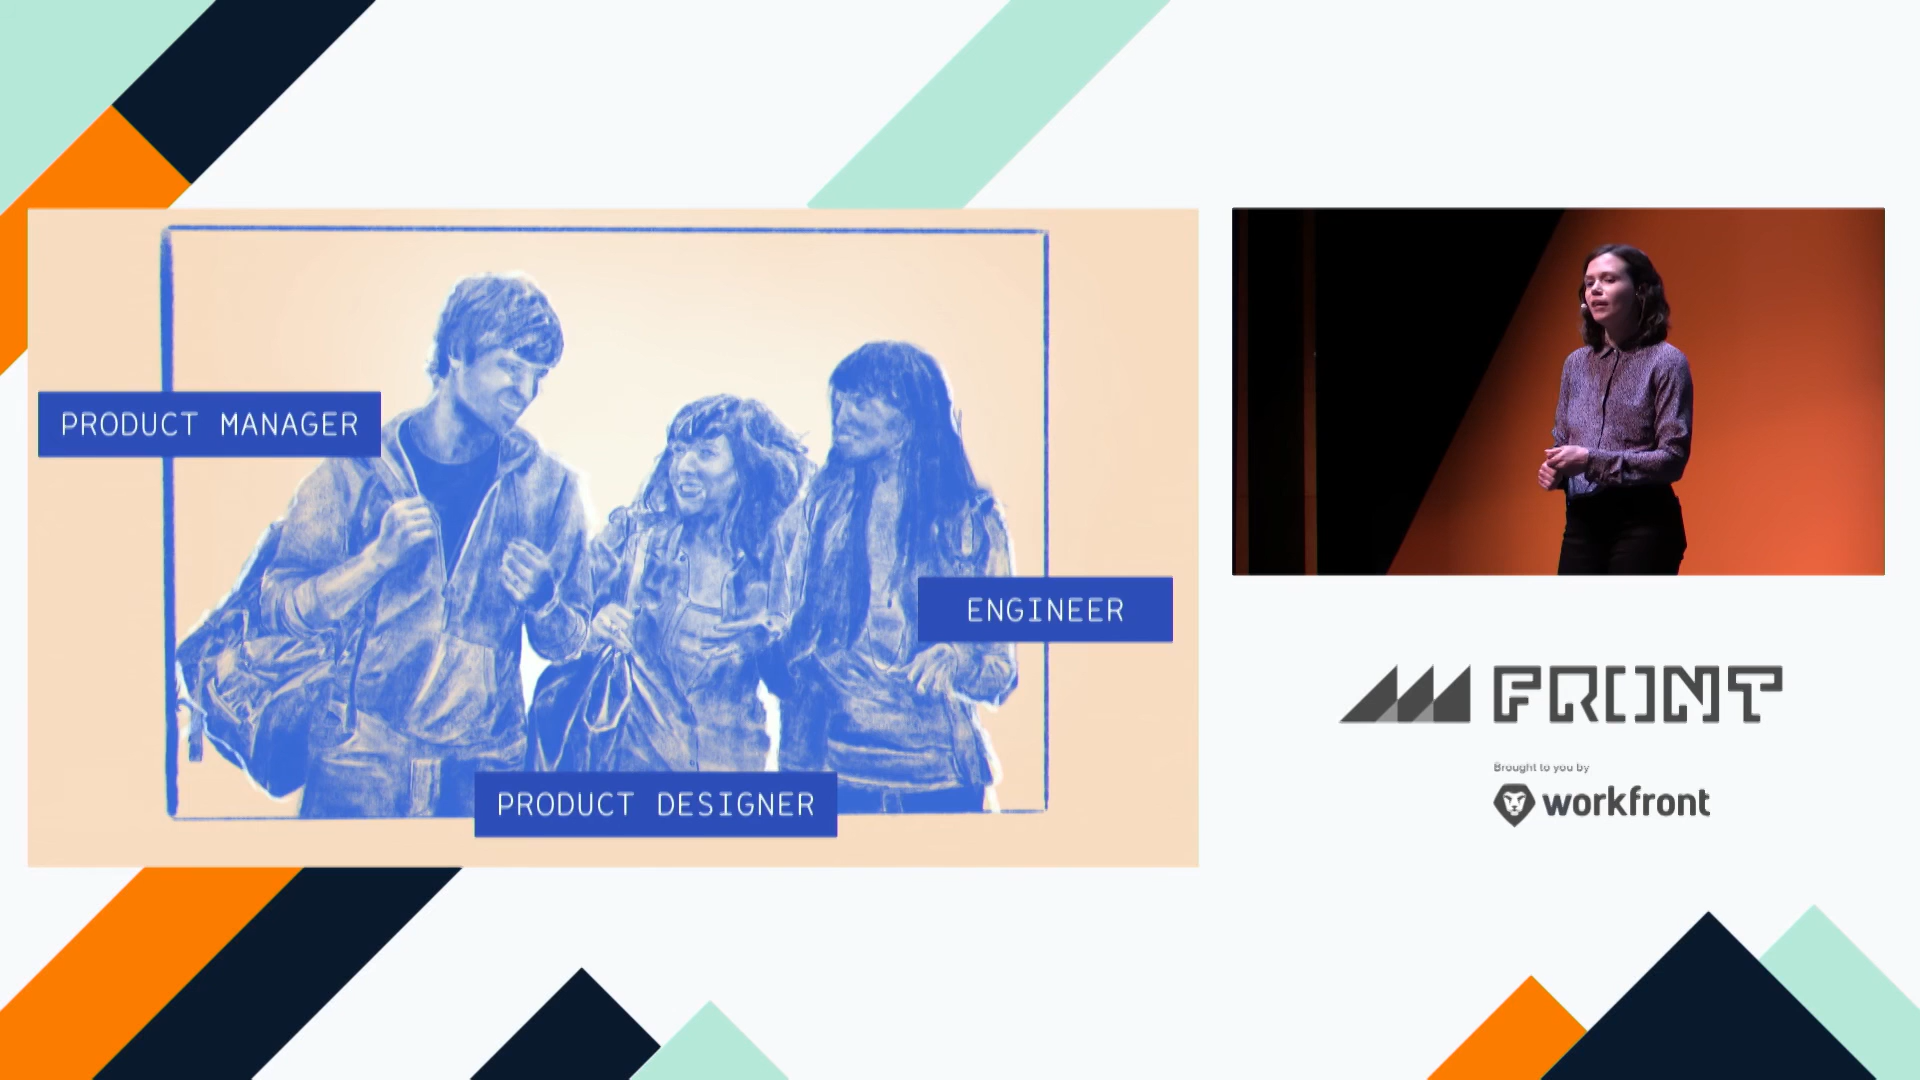 PRODUCT MANAGER
ENGINEER
PRODUCT DESIGNER
FRONT
Brought to you by
workfront